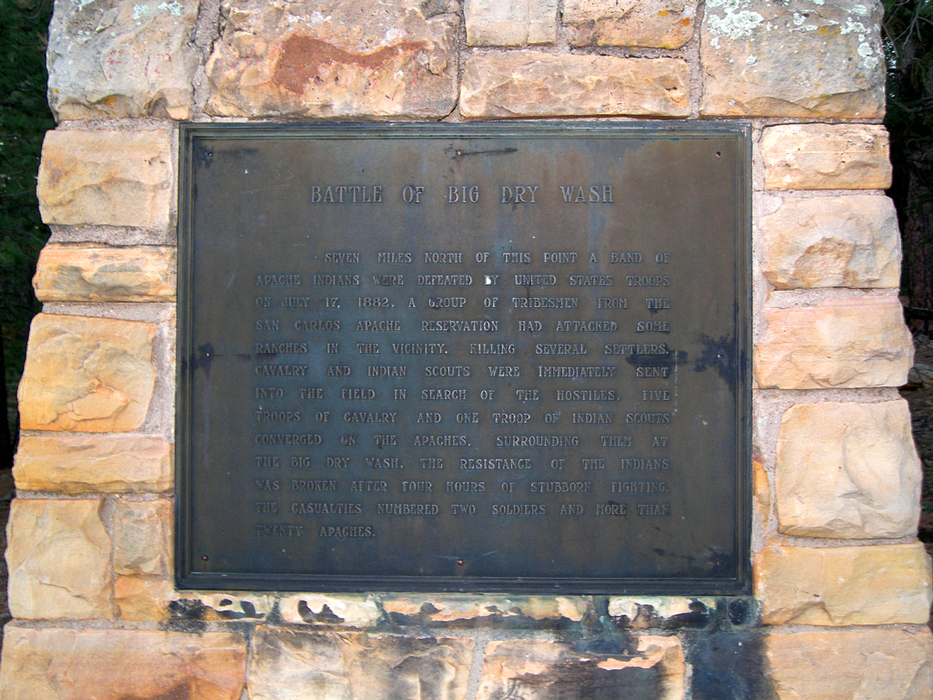 BATTLE OF BIG DRY WASH
SEVEN MILES NORTH OF THIS POINT A BAND OF
APACHE INDIANS WERE DEFEATED BY UNITED STATES TROOPS
ON JULY 17, 1882. A GROUP OF TRIBESMEN FROM THE
SAN CARLOS APACHE RESERVATION HAD ATTACKED SOME
RANCHES IN THE VICINITY, KILLING SEVERAL SETTLERS.
CAVALRY AND INDIAN SCOUTS WERE IMMEDIATELY SENT
INTO THE FIELD IN SEARCH OF THE HOSTILES. FIVE
TROOPS OF CAVALRY AND ONE TROOP OF INDIAN SCOUTS
CONVERGED ON THE APACHES, SURROUNDING THEM AT
THE BIG DRY WASH. THE RESISTANCE OF THE INDIANS
WAS BROKEN AFTER FOUR HOURS OF STUBBORN FIGHTING.
THE CASUALTIES NUMBERED TWO SOLDIERS AND MORE THAN
TWENTY APACHES.